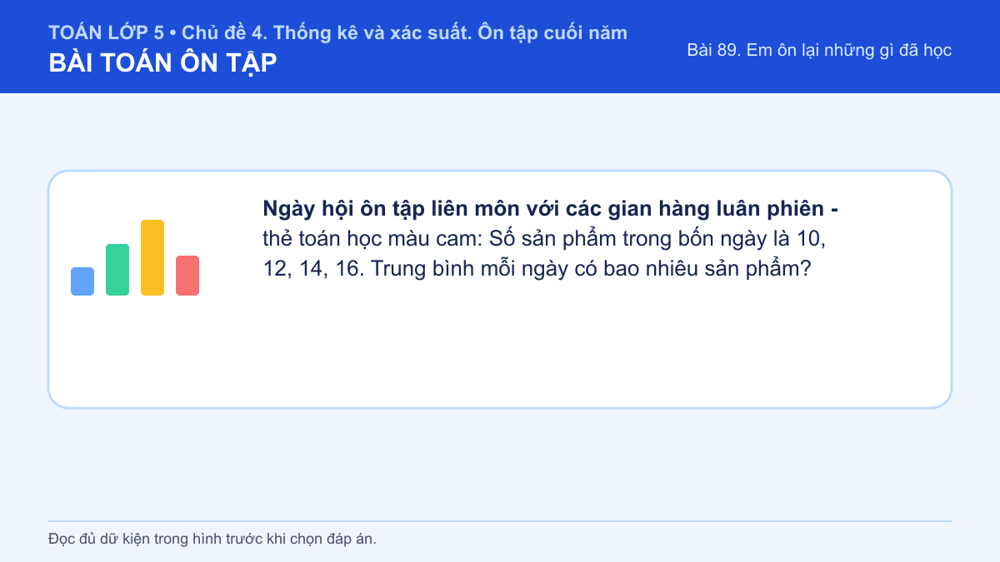 TOÁN LỚP 5 • Chủ đề 4. Thống kê và xác suất. Ôn tập cuối năm
BÀI TOÁN ÔN TẬP
Bài 89. Em ôn lại những gì đã học
Ngày hội ôn tập liên môn với các gian hàng luân phiên -
thẻ toán học màu cam: Số sản phẩm trong bốn ngày là 10,
12, 14, 16. Trung bình mỗi ngày có bao nhiêu sản phẩm?
Đọc đủ dữ kiện trong hình trước khi chọn đáp án.